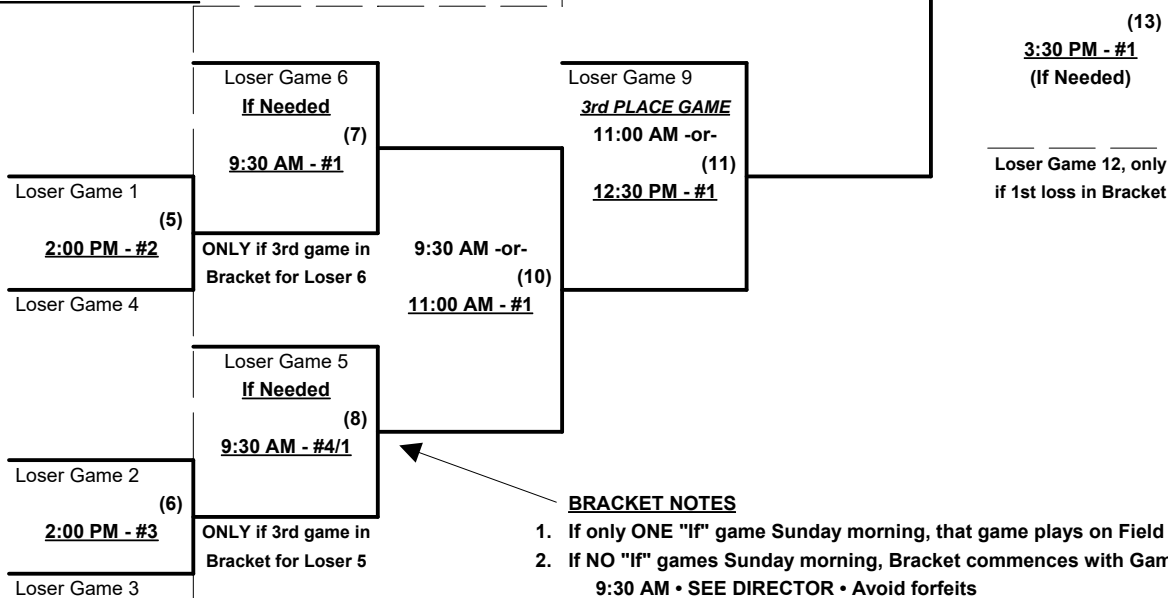 (13)
3:30 PM - #1
(If Needed)
Loser Game 12, only
if 1st loss in Bracket
Loser Game 6
If Needed
(7)
9:30 AM - #1
Loser Game 9
3rd PLACE GAME
11:00 AM -or-
(11)
12:30 PM - #1
Loser Game 1
(5)
2:00 PM - #2
Loser Game 4
ONLY if 3rd game in
Bracket for Loser 6
9:30 AM -or-
(10)
11:00 AM - #1
Loser Game 5
If Needed
(8)
9:30 AM - #4/1
Loser Game 2
(6)
2:00 PM - #3
Loser Game 3
ONLY if 3rd game in
Bracket for Loser 5
BRACKET NOTES
1. If only ONE "If" game Sunday morning, that game plays on Field
2. If NO "If" games Sunday morning, Bracket commences with Gam
9:30 AM • SEE DIRECTOR • Avoid forfeits